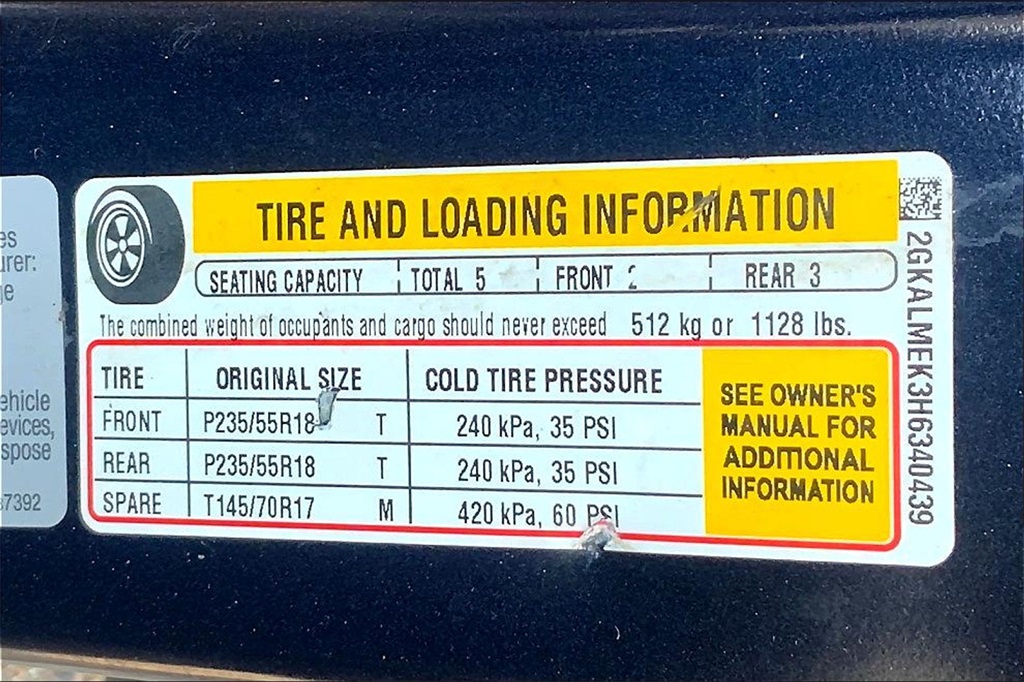 TIRE AND LOADING INFORMATION
SEATING CAPACITY TOTAL 5 FRONT 2 REAR 3
The combined weight of occupants and cargo should never exceed 512 kg or 1128 lbs.
TIRE ORIGINAL SIZE COLD TIRE PRESSURE
FRONT P235/55R18 T 240 kPa, 35 PSI
REAR P235/55R18 T 240 kPa, 35 PSI
SPARE T145/70R17 M 420 kPa, 60 PSI
SEE OWNER'S
MANUAL FOR
ADDITIONAL
INFORMATION
2GKALMEK3H6340439
es
urer:
ge
ehicle
evices,
spose
87392